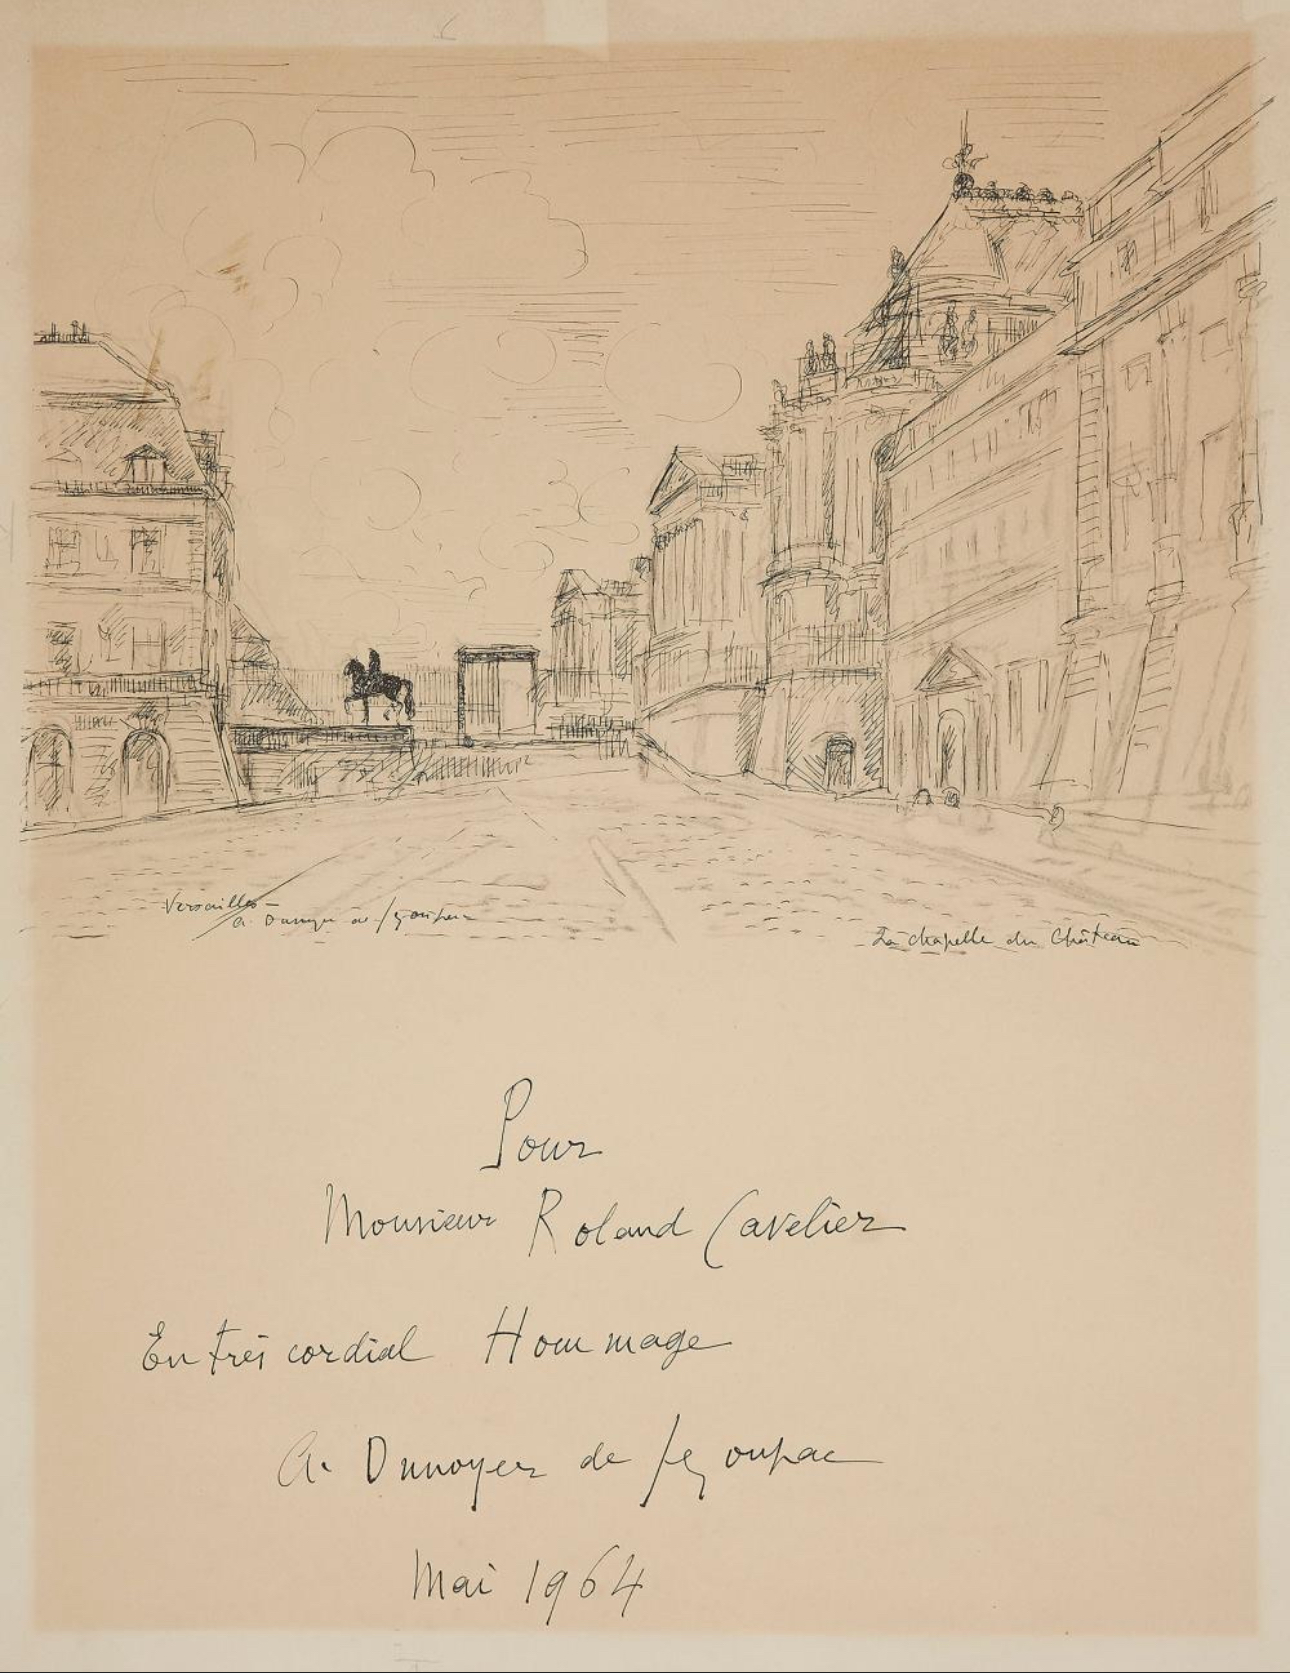 Versailles
A. Dunoyer de Segonzac
La chapelle du Château
Pour
Monsieur Roland Cavelier
En très cordial Hommage
A. Dunoyer de Segonzac
Mai 1964